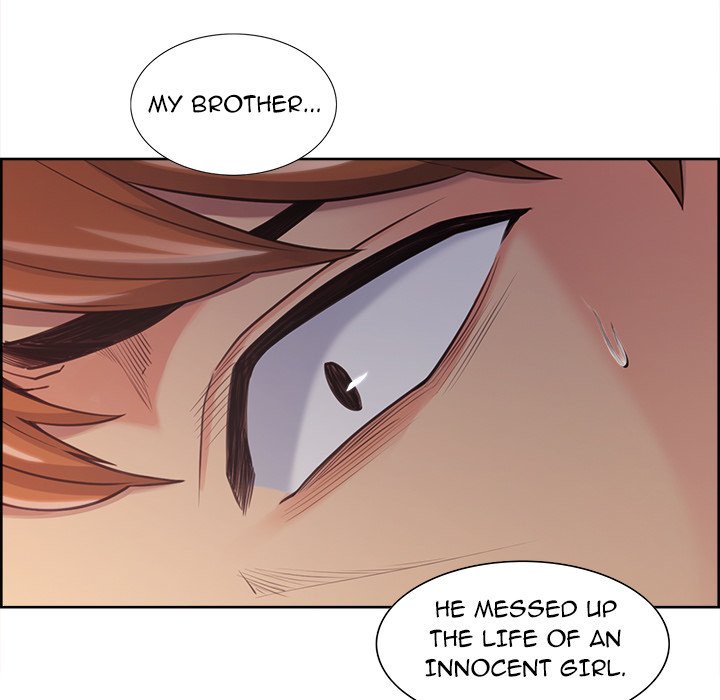 MY BROTHER...
HE MESSED UP
THE LIFE OF AN
INNOCENT GIRL.